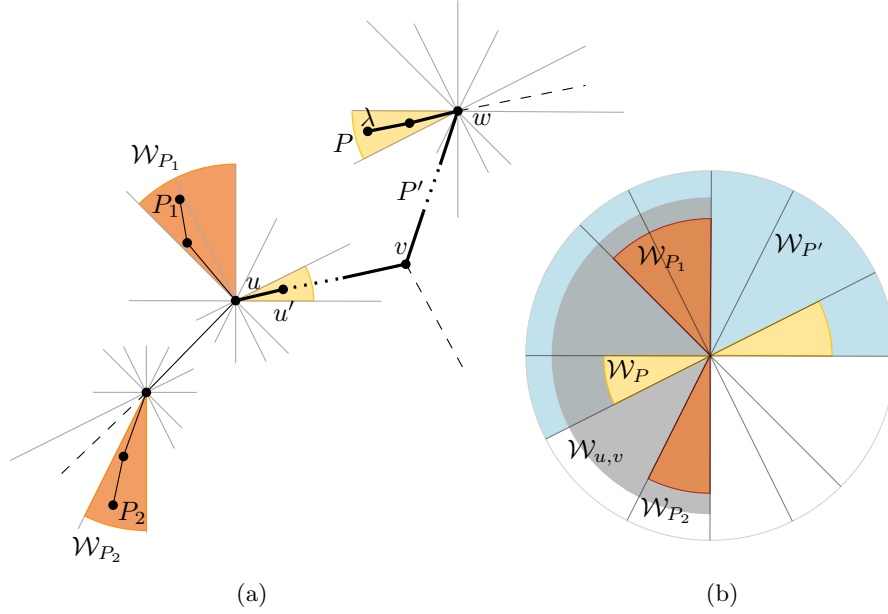 λ
w
P
𝒲_{P_1}
P′
P_1
𝒲_{P_1}
𝒲_{P′}
v
u
u′
𝒲_P
𝒲_{u,v}
P_2
𝒲_{P_2}
𝒲_{P_2}
(a)
(b)